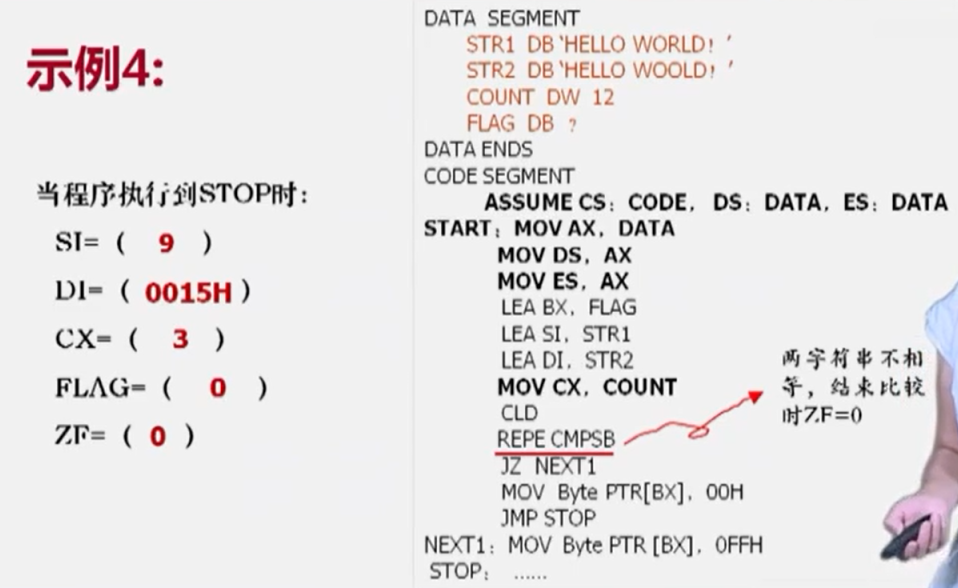 示例4:
当程序执行到STOP时:
SI= ( 9 )
DI= ( 0015H )
CX= ( 3 )
FLAG= ( 0 )
ZF= ( 0 )
DATA SEGMENT
STR1 DB ‘HELLO WORLD! ’
STR2 DB ‘HELLO WOOLD! ’
COUNT DW 12
FLAG DB ?
DATA ENDS
CODE SEGMENT
ASSUME CS: CODE, DS: DATA, ES: DATA
START: MOV AX, DATA
MOV DS, AX
MOV ES, AX
LEA BX, FLAG
LEA SI, STR1
LEA DI, STR2
MOV CX, COUNT
CLD
REPE CMPSB
JZ NEXT1
MOV Byte PTR[BX], 00H
JMP STOP
NEXT1: MOV Byte PTR [BX], 0FFH
STOP: ......
两字符串不相
等，结束比较
时ZF=0